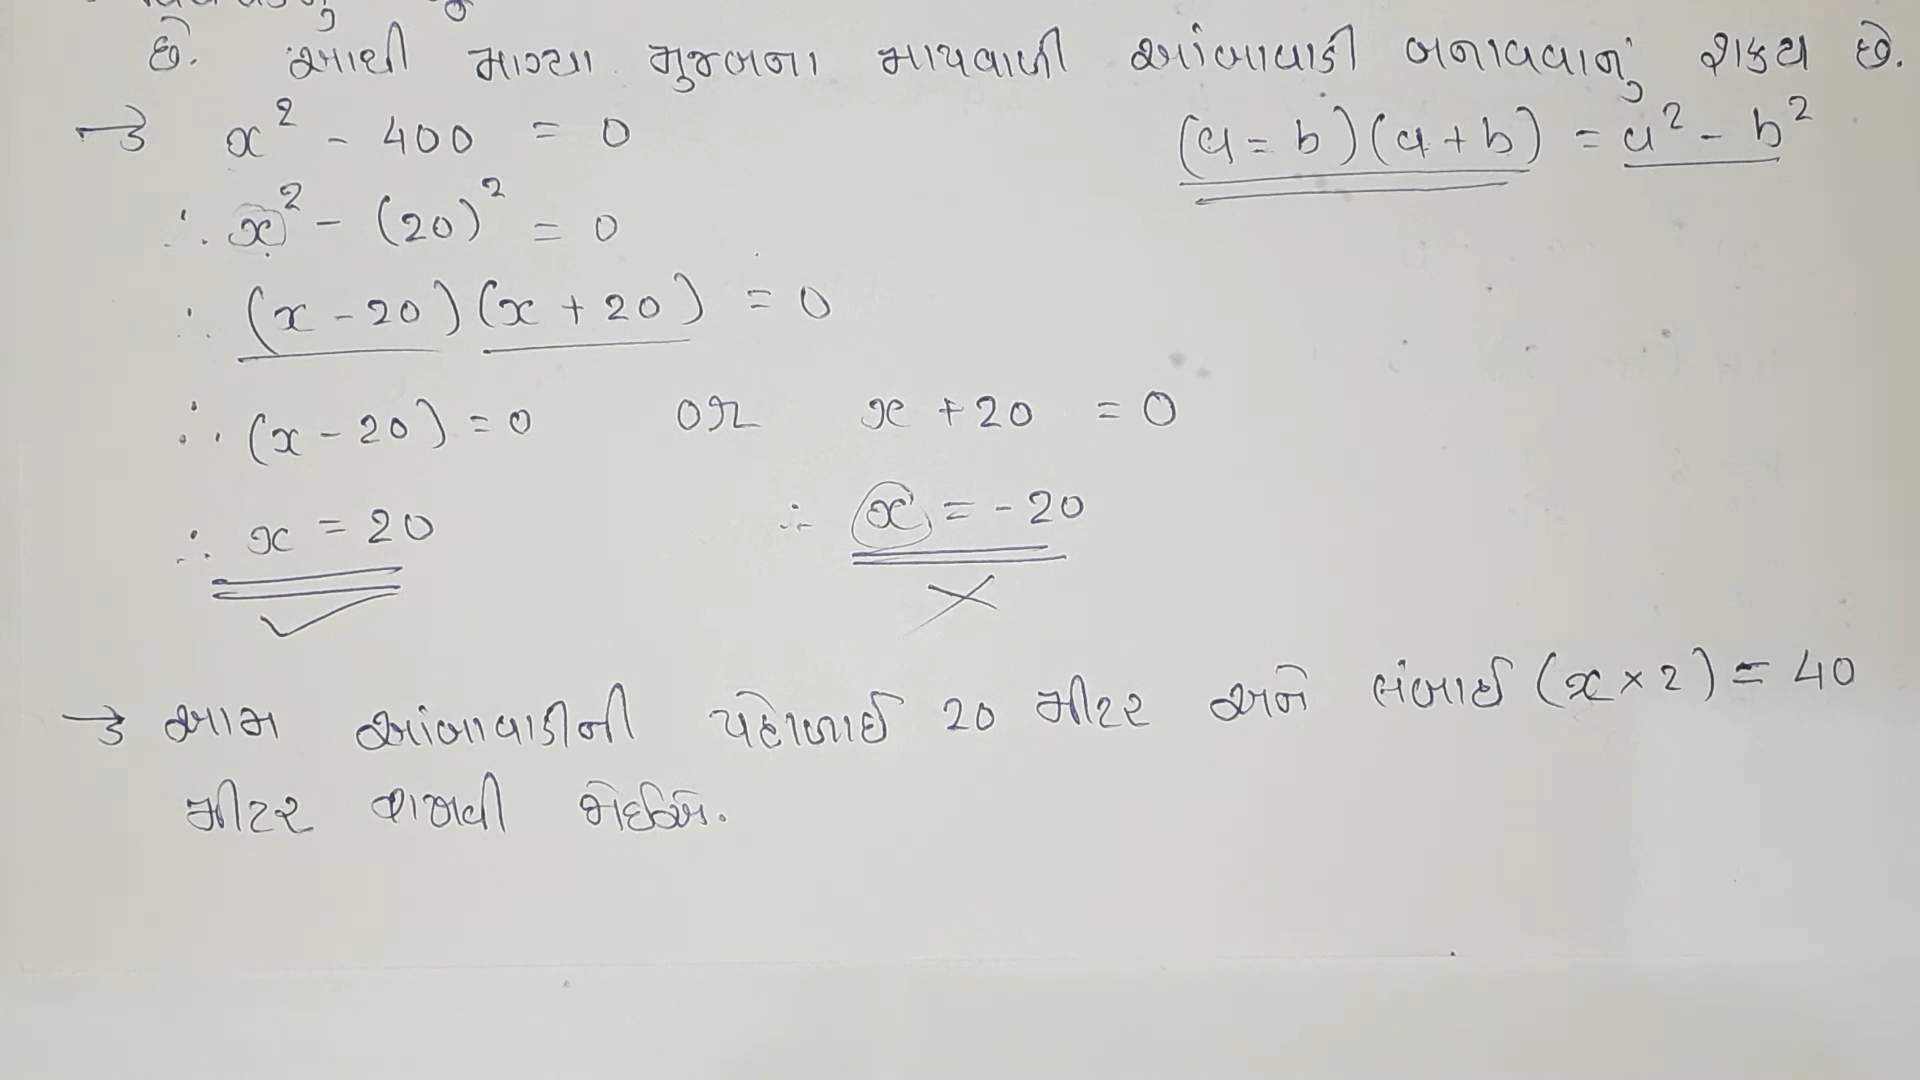 છે. આથી માગ્યા મુજબના માપવાળી આંબાવાડી બનાવવાનું શક્ય છે.
→ x² - 400 = 0
(a - b)(a + b) = a² - b²
∴ x² - (20)² = 0
∴ (x - 20)(x + 20) = 0
∴ (x - 20) = 0 or x + 20 = 0
∴ x = 20 ∴ x = - 20
→ આમ આંબાવાડીની પહોળાઈ 20 મીટર અને લંબાઈ (x × 2) = 40
મીટર રાખવી જોઈએ.